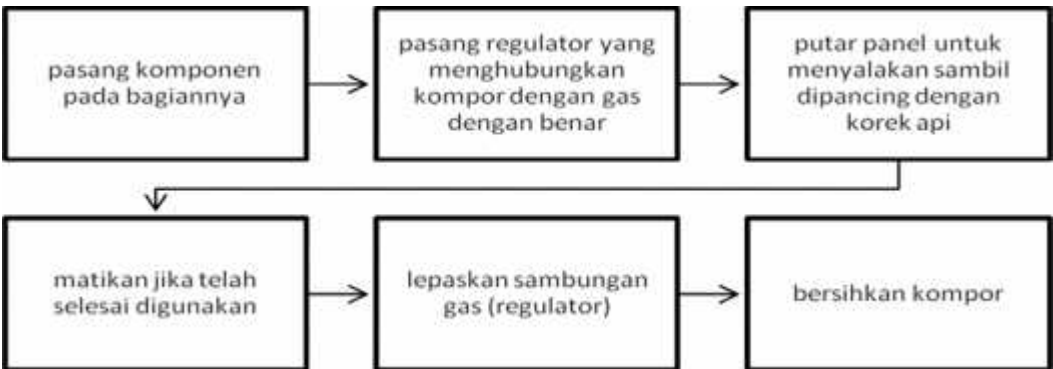 pasang komponen
pada bagiannya
pasang regulator yang
menghubungkan
kompor dengan gas
dengan benar
putar panel untuk
menyalakan sambil
dipancing dengan
korek api
matikan jika telah
selesai digunakan
lepaskan sambungan
gas (regulator)
bersihkan kompor